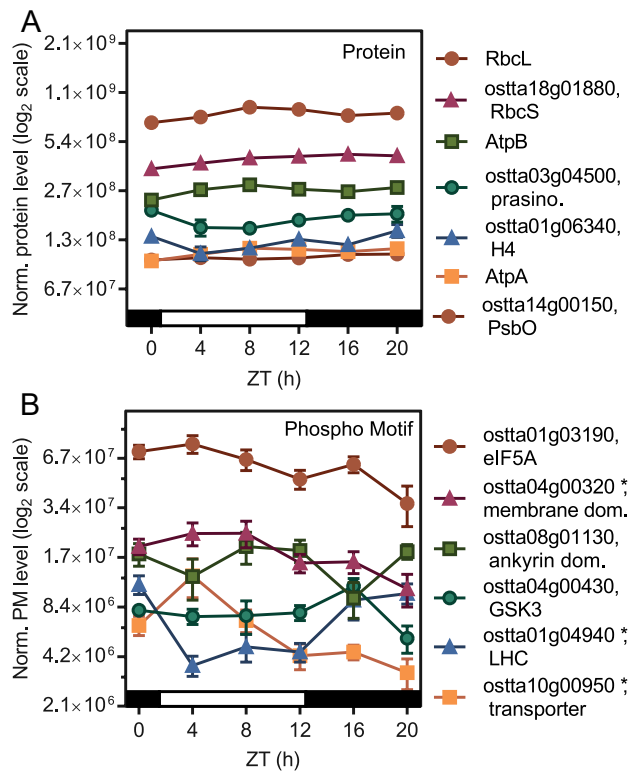 A
Norm. protein level (log₂ scale)
2.1×10⁹
1.1×10⁹
5.4×10⁸
2.7×10⁸
1.3×10⁸
6.7×10⁷
Protein
0 4 8 12 16 20
ZT (h)
RbcL
ostta18g01880,
RbcS
AtpB
ostta03g04500,
prasino.
ostta01g06340,
H4
AtpA
ostta14g00150,
PsbO
B
Norm. PM level (log₂ scale)
6.7×10⁷
3.4×10⁷
1.7×10⁷
8.4×10⁶
4.2×10⁶
2.1×10⁶
Phospho Motif
0 4 8 12 16 20
ZT (h)
ostta01g03190,
eIF5A
ostta04g00320 *,
membrane dom.
ostta08g01130,
ankyrin dom.
ostta04g00430,
GSK3
ostta01g04940 *,
LHC
ostta10g00950 *,
transporter